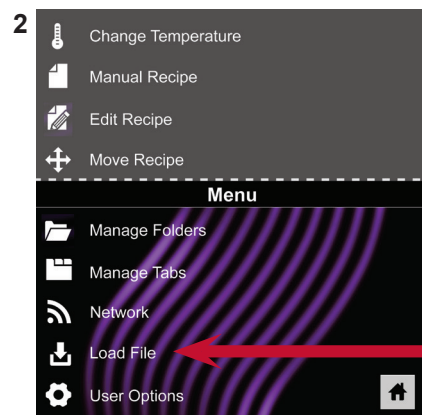 2
Change Temperature
Manual Recipe
Edit Recipe
Move Recipe
Menu
Manage Folders
Manage Tabs
Network
Load File
User Options